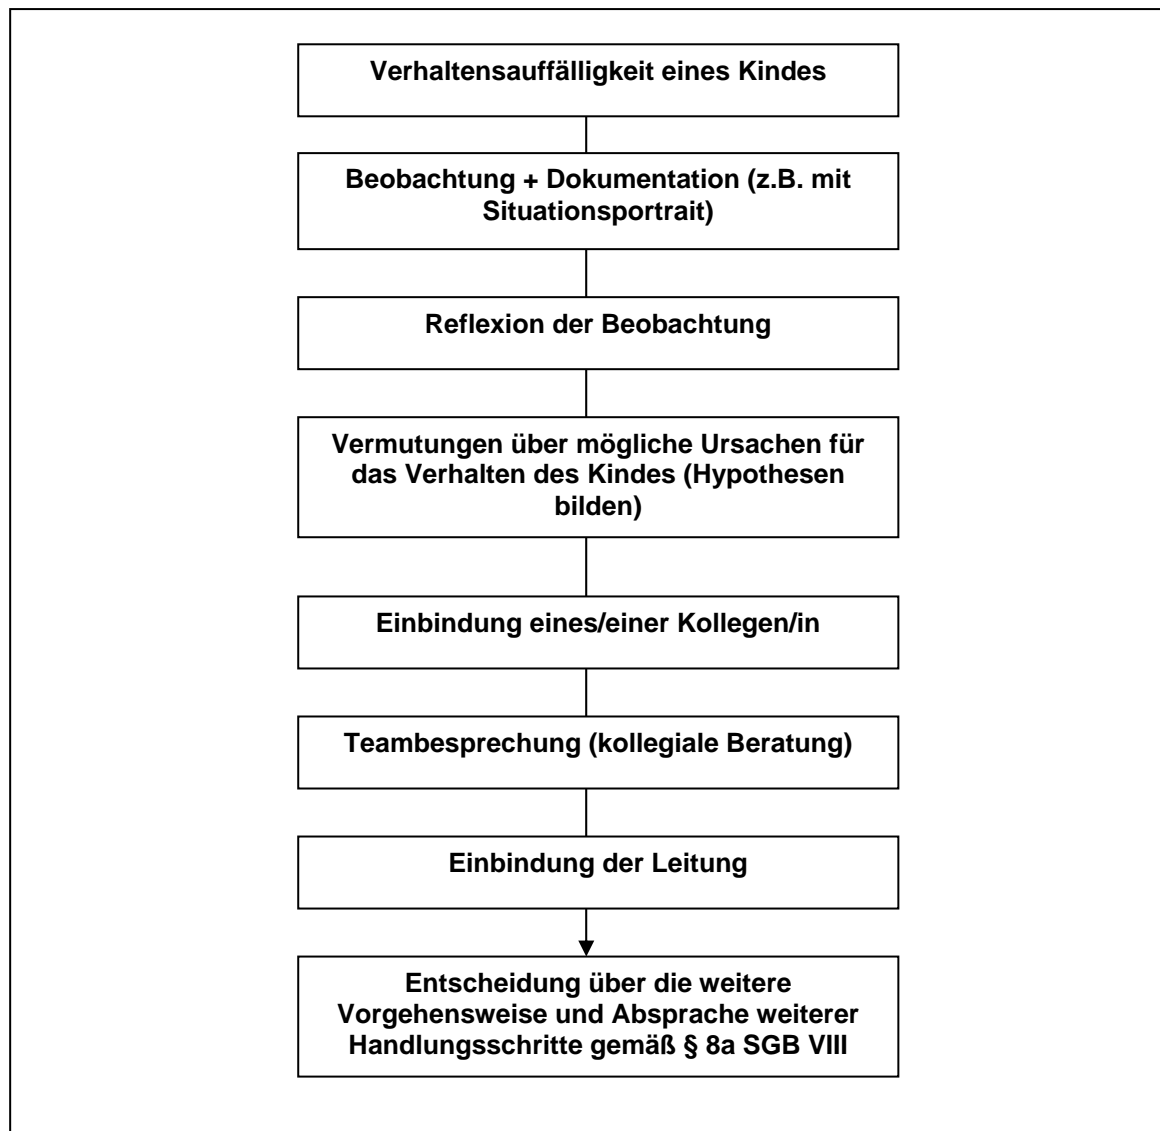 Verhaltensauffälligkeit eines Kindes
Beobachtung + Dokumentation (z.B. mit
Situationsportrait)
Reflexion der Beobachtung
Vermutungen über mögliche Ursachen für
das Verhalten des Kindes (Hypothesen
bilden)
Einbindung eines/einer Kollegen/in
Teambesprechung (kollegiale Beratung)
Einbindung der Leitung
Entscheidung über die weitere
Vorgehensweise und Absprache weiterer
Handlungsschritte gemäß § 8a SGB VIII